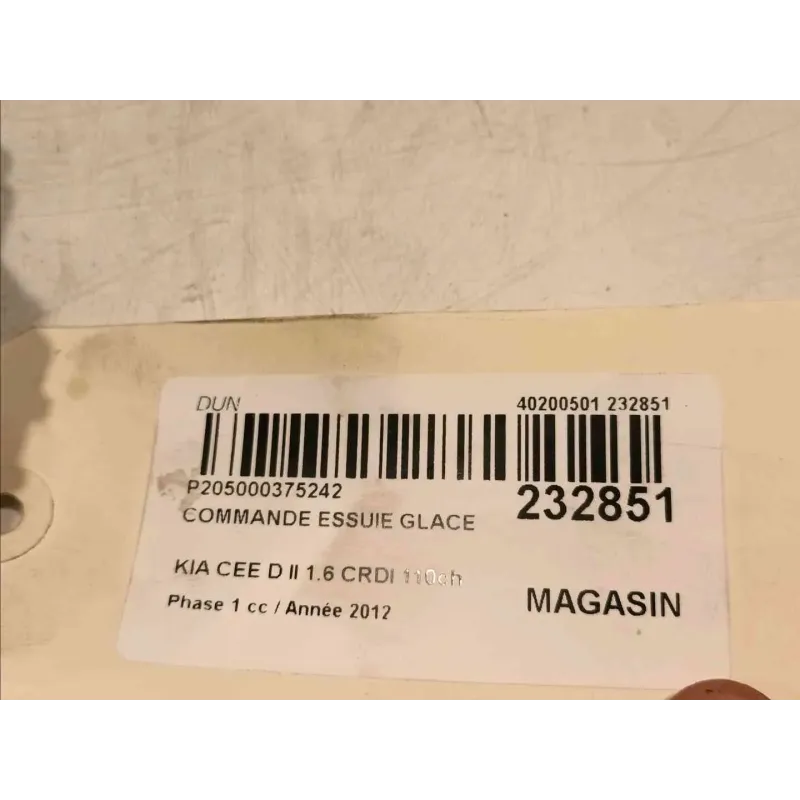 DUN 40200501 232851
P205000375242 232851
COMMANDE ESSUIE GLACE
KIA CEE D II 1.6 CRDI 110ch
Phase 1 cc / Année 2012 MAGASIN